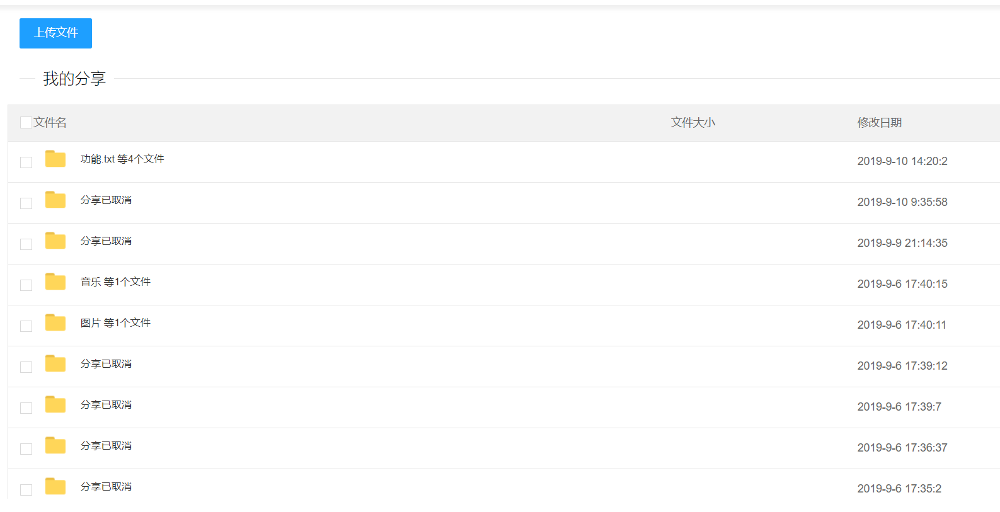 上传文件
我的分享
文件名 文件大小 修改日期
功能.txt 等4个文件 2019-9-10 14:20:2
分享已取消 2019-9-10 9:35:58
分享已取消 2019-9-9 21:14:35
音乐 等1个文件 2019-9-6 17:40:15
图片 等1个文件 2019-9-6 17:40:11
分享已取消 2019-9-6 17:39:12
分享已取消 2019-9-6 17:39:7
分享已取消 2019-9-6 17:36:37
分享已取消 2019-9-6 17:35:2